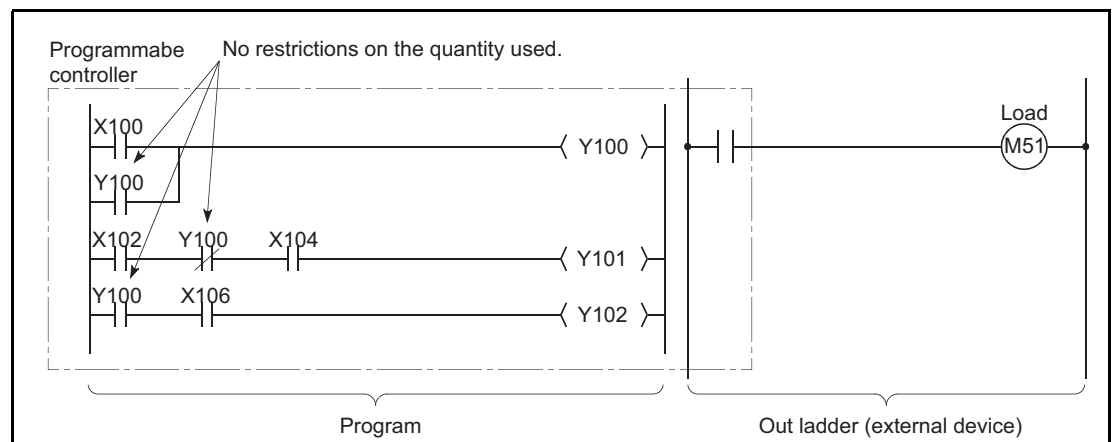 Programmabe
controller
No restrictions on the quantity used.
Load
X100
Y100
M51
Y100
X102 Y100 X104
Y101
Y100 X106
Y102
Program
Out ladder (external device)